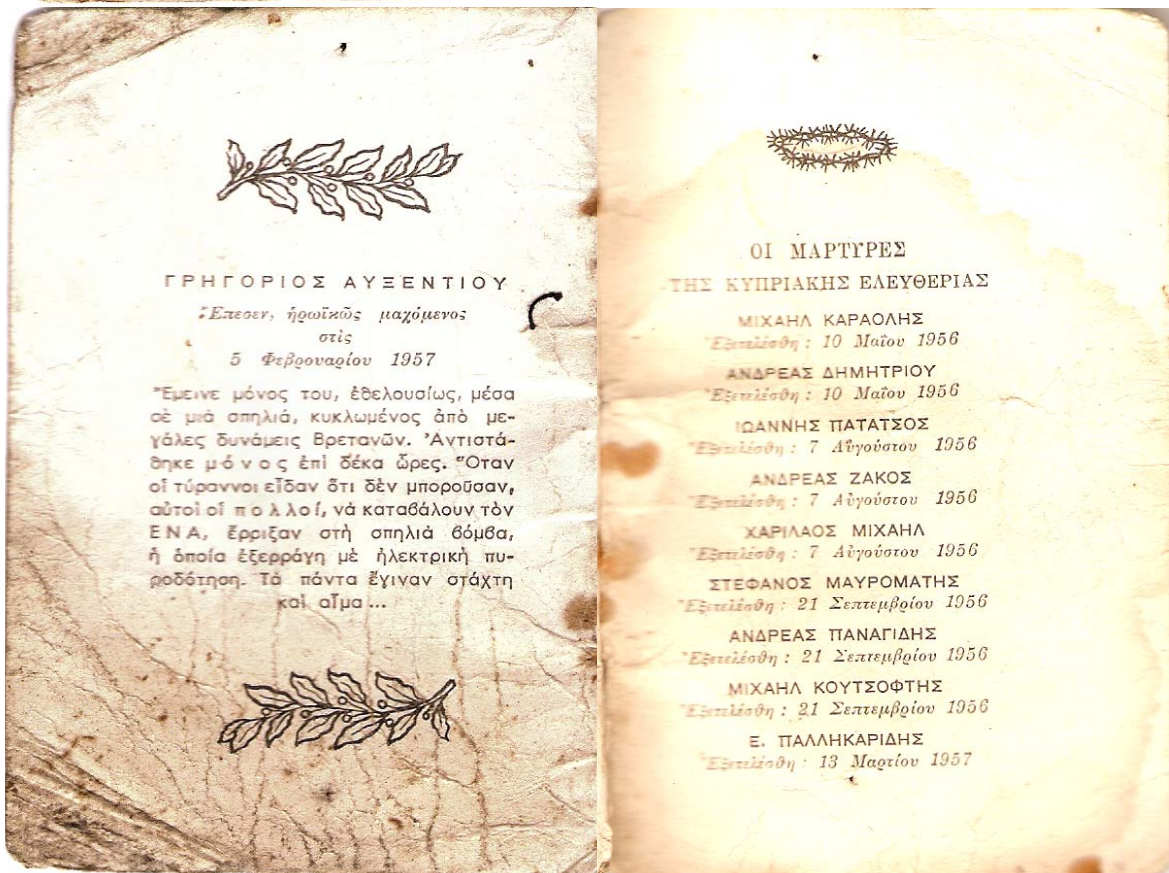 ΓΡΗΓΟΡΙΟΣ ΑΥΞΕΝΤΙΟΥ
Ἔπεσεν, ἡρωϊκῶς μαχόμενος
στὶς
5 Φεβρουαρίου 1957
Ἔμεινε μόνος του, ἐθελουσίως, μέσα
σὲ μιὰ σπηλιά, κυκλωμένος ἀπὸ με-
γάλες δυνάμεις Βρετανῶν. Ἀντιστά-
θηκε μόνος ἐπὶ δέκα ὧρες. Ὅταν
οἱ τύραννοι εἶδαν ὅτι δὲν μποροῦσαν,
αὐτοὶ οἱ πολλοί, νὰ καταβάλουν τὸν
ΕΝΑ, ἔρριξαν στὴ σπηλιὰ βόμβα,
ἡ ὁποία ἐξερράγη μὲ ἠλεκτρικὴ πυ-
ροδότηση. Τὰ πάντα ἔγιναν στάχτη
καὶ αἷμα...
ΟΙ ΜΑΡΤΥΡΕΣ
ΤΗΣ ΚΥΠΡΙΑΚΗΣ ΕΛΕΥΘΕΡΙΑΣ
ΜΙΧΑΗΛ ΚΑΡΑΟΛΗΣ
Ἐξετελέσθη : 10 Μαΐου 1956
ΑΝΔΡΕΑΣ ΔΗΜΗΤΡΙΟΥ
Ἐξετελέσθη : 10 Μαΐου 1956
ΙΩΑΝΝΗΣ ΠΑΤΑΤΣΟΣ
Ἐξετελέσθη : 7 Αὐγούστου 1956
ΑΝΔΡΕΑΣ ΖΑΚΟΣ
Ἐξετελέσθη : 7 Αὐγούστου 1956
ΧΑΡΙΛΑΟΣ ΜΙΧΑΗΛ
Ἐξετελέσθη : 7 Αὐγούστου 1956
ΣΤΕΦΑΝΟΣ ΜΑΥΡΟΜΑΤΗΣ
Ἐξετελέσθη : 21 Σεπτεμβρίου 1956
ΑΝΔΡΕΑΣ ΠΑΝΑΓΙΔΗΣ
Ἐξετελέσθη : 21 Σεπτεμβρίου 1956
ΜΙΧΑΗΛ ΚΟΥΤΣΟΦΤΗΣ
Ἐξετελέσθη : 21 Σεπτεμβρίου 1956
Ε. ΠΑΛΛΗΚΑΡΙΔΗΣ
Ἐξετελέσθη : 13 Μαρτίου 1957